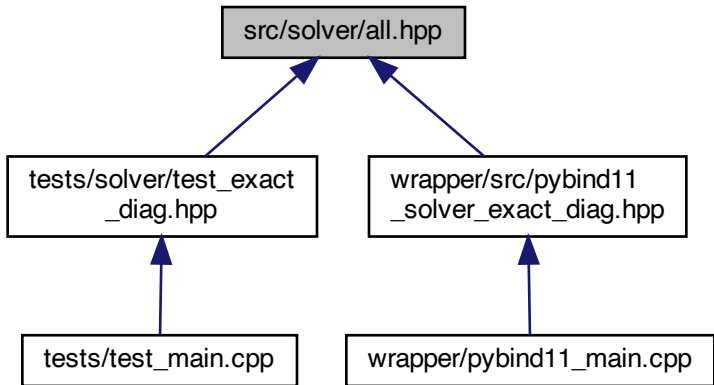 src/solver/all.hpp
tests/solver/test_exact
_diag.hpp
wrapper/src/pybind11
_solver_exact_diag.hpp
tests/test_main.cpp
wrapper/pybind11_main.cpp